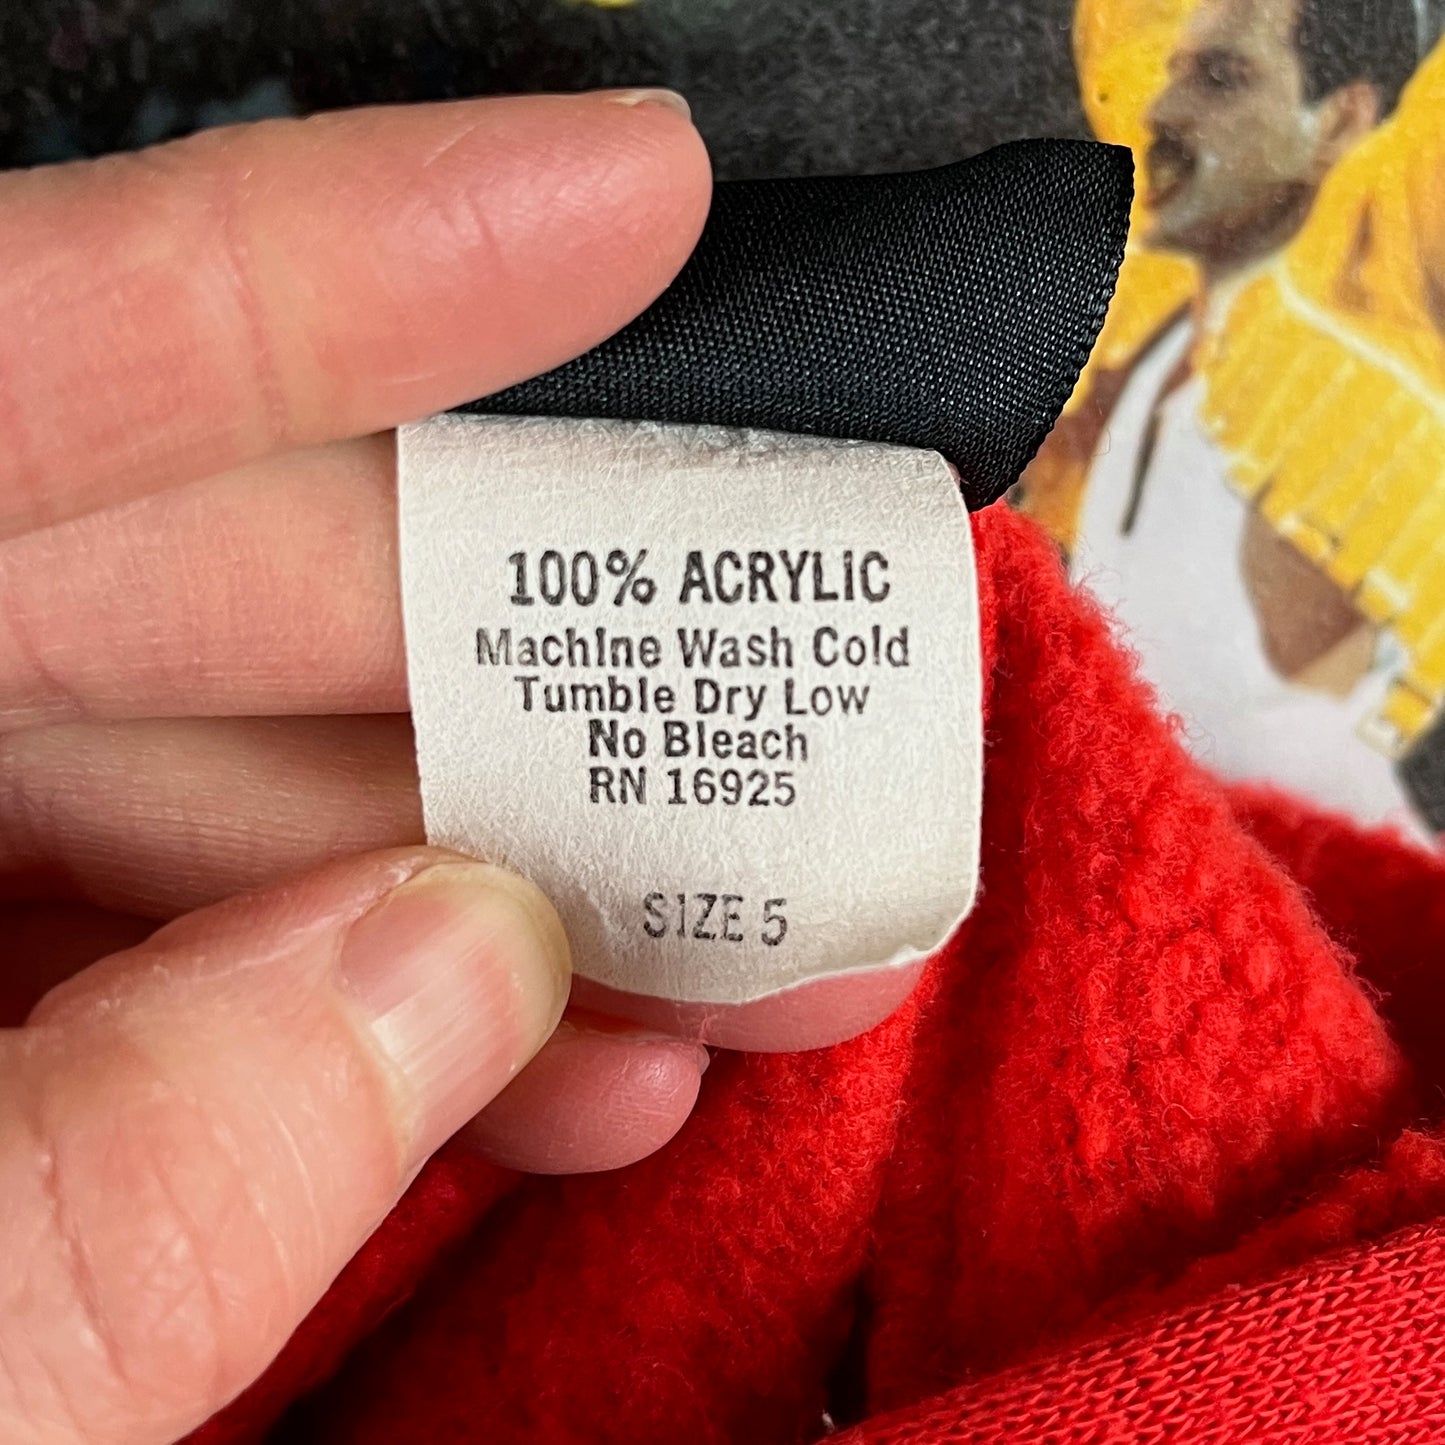 100% ACRYLIC
Machine Wash Cold
Tumble Dry Low
No Bleach
RN 16925
SIZE 5